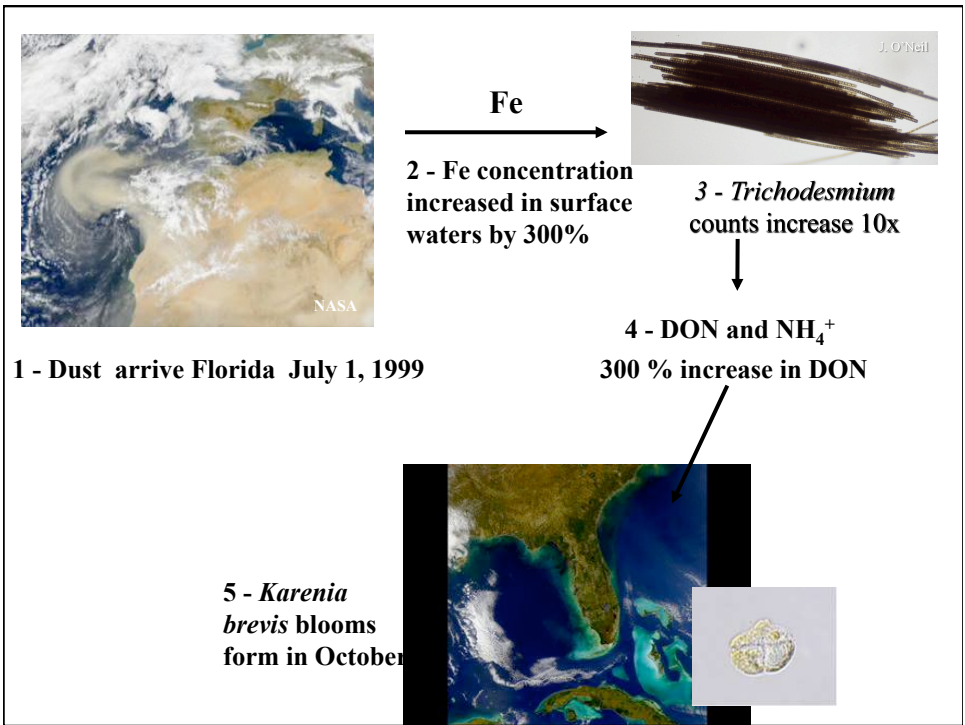 NASA
1 - Dust arrive Florida July 1, 1999
Fe
2 - Fe concentration
increased in surface
waters by 300%
J. O'Neil
3 - Trichodesmium
counts increase 10x
4 - DON and NH₄⁺
300 % increase in DON
5 - Karenia
brevis blooms
form in October